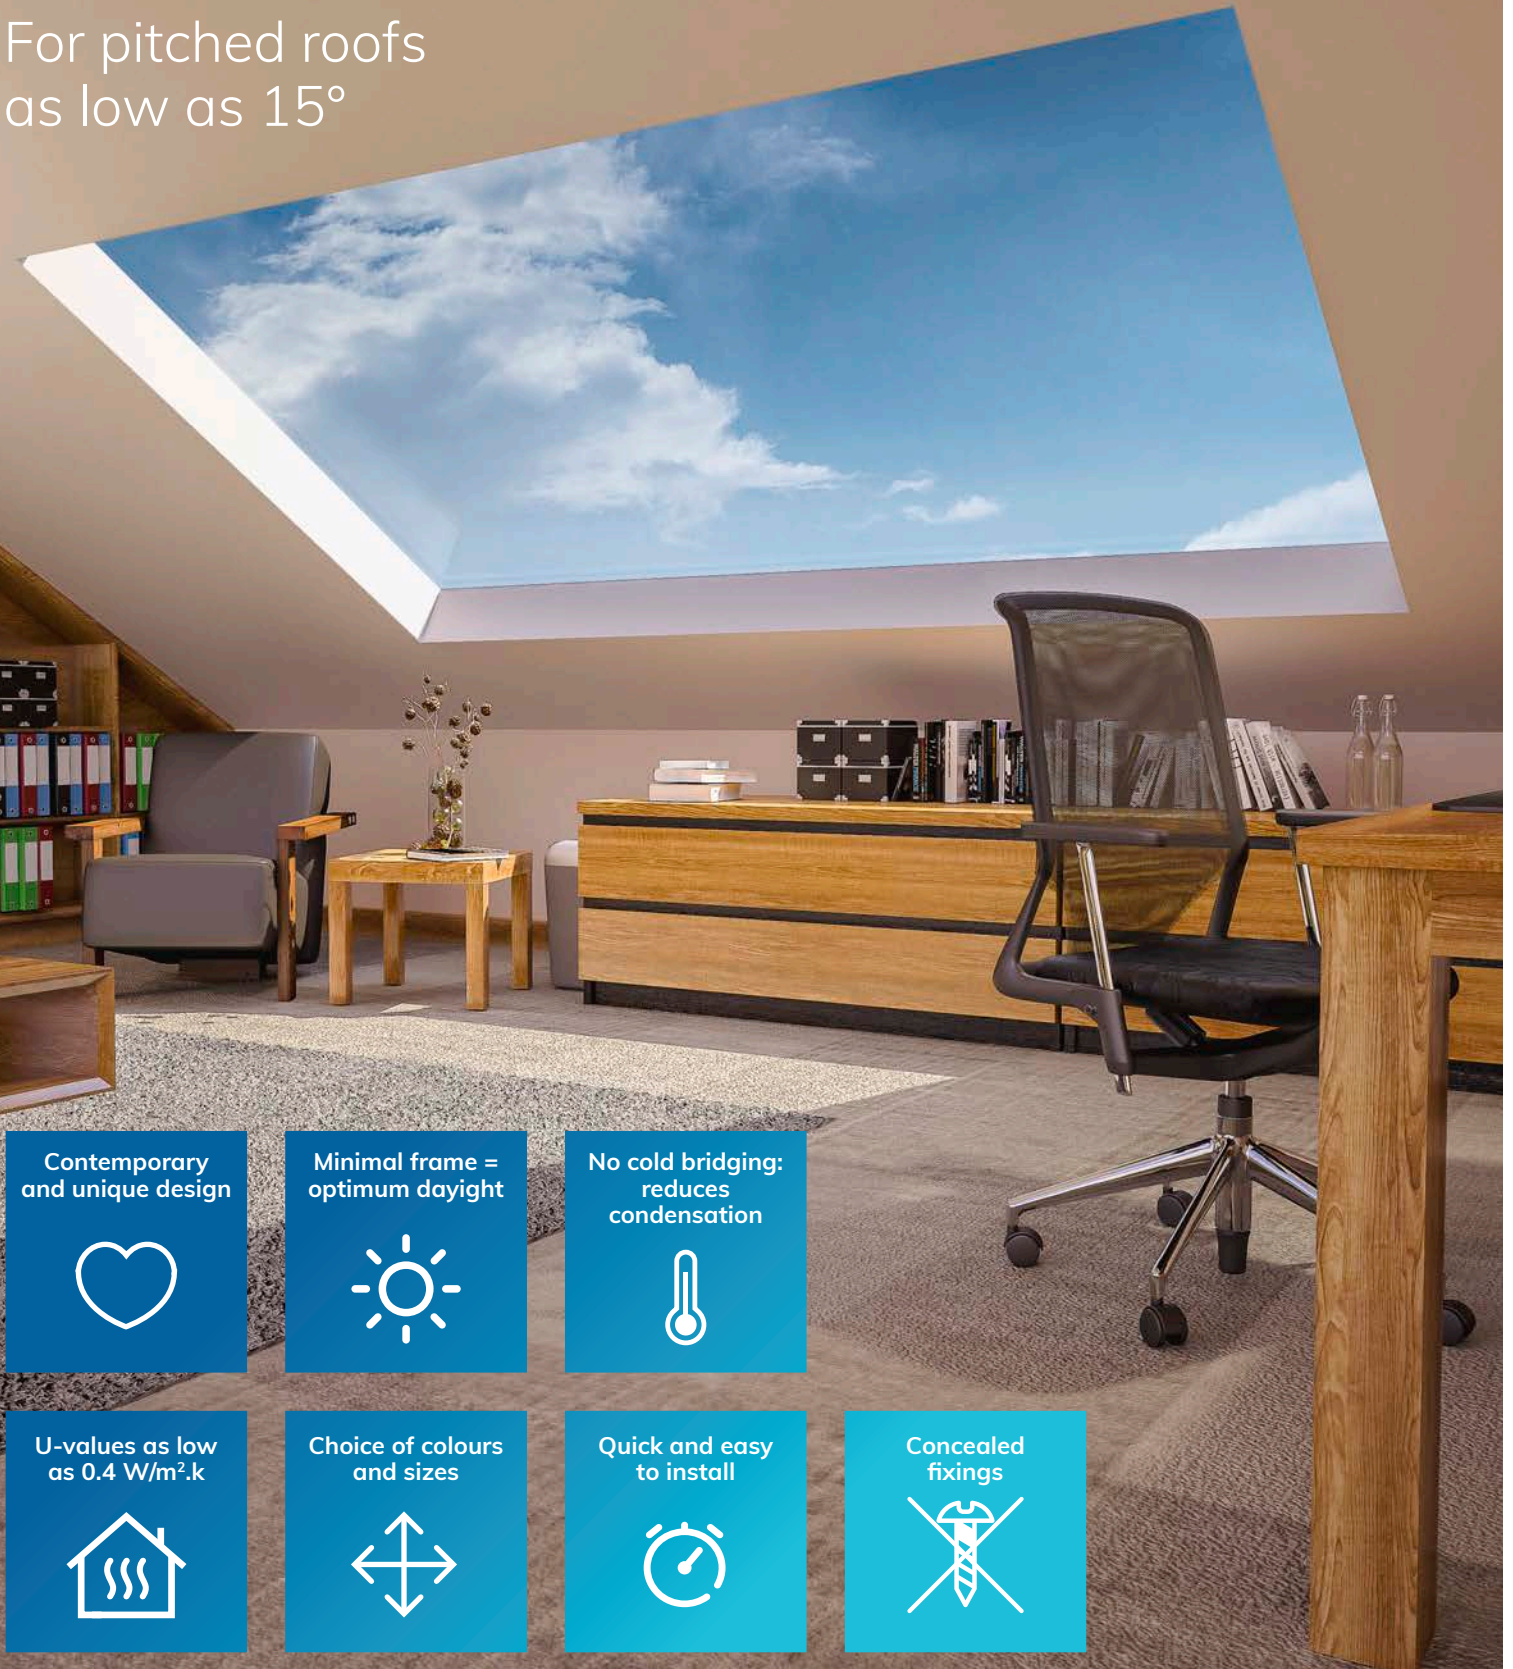 For pitched roofs
as low as 15°
Contemporary
and unique design
Minimal frame =
optimum dayight
No cold bridging:
reduces
condensation
U-values as low
as 0.4 W/m².k
Choice of colours
and sizes
Quick and easy
to install
Concealed
fixings